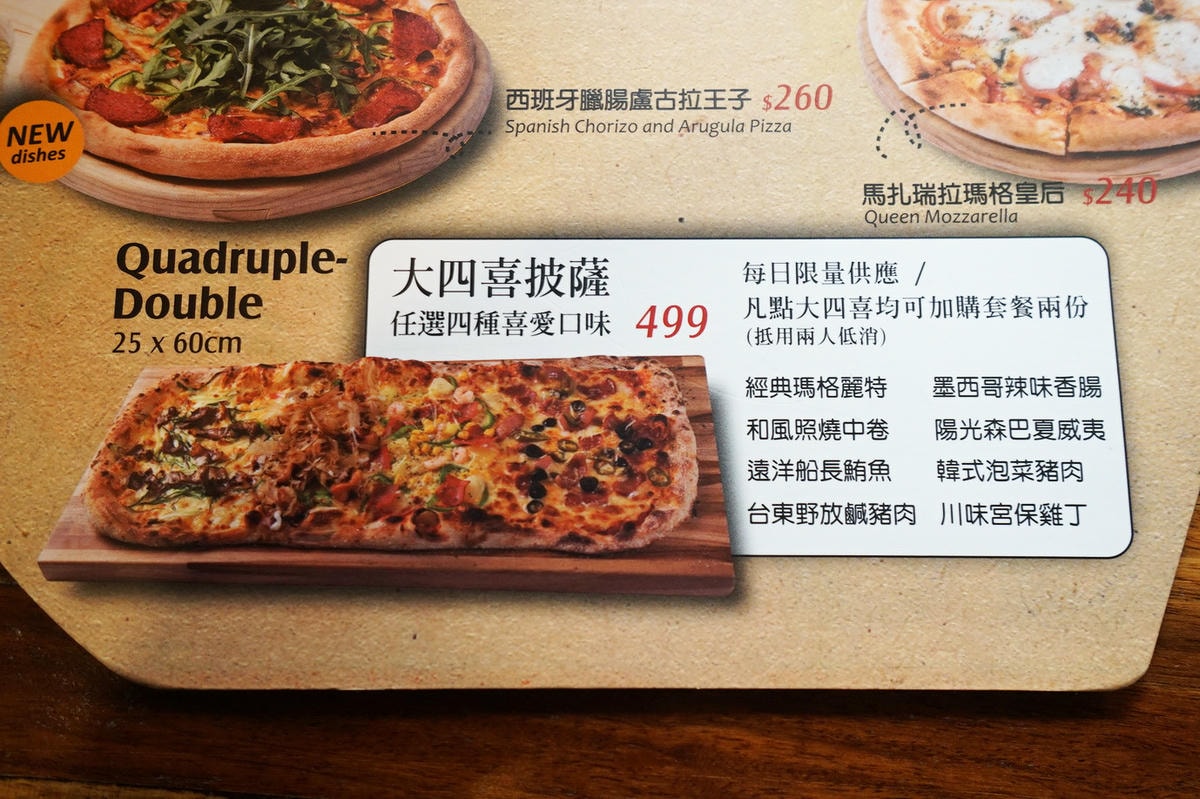 西班牙臘腸盧古拉王子 $260
Spanish Chorizo and Arugula Pizza
NEW
dishes
馬扎瑞拉瑪格皇后 $240
Queen Mozzarella
Quadruple-
Double
25 x 60cm
大四喜披薩
任選四種喜愛口味 499
每日限量供應 /
凡點大四喜均可加購套餐兩份
(抵用兩人低消)
經典瑪格麗特 墨西哥辣味香腸
和風照燒中卷 陽光森巴夏威夷
遠洋船長鮪魚 韓式泡菜豬肉
台東野放鹹豬肉 川味宮保雞丁